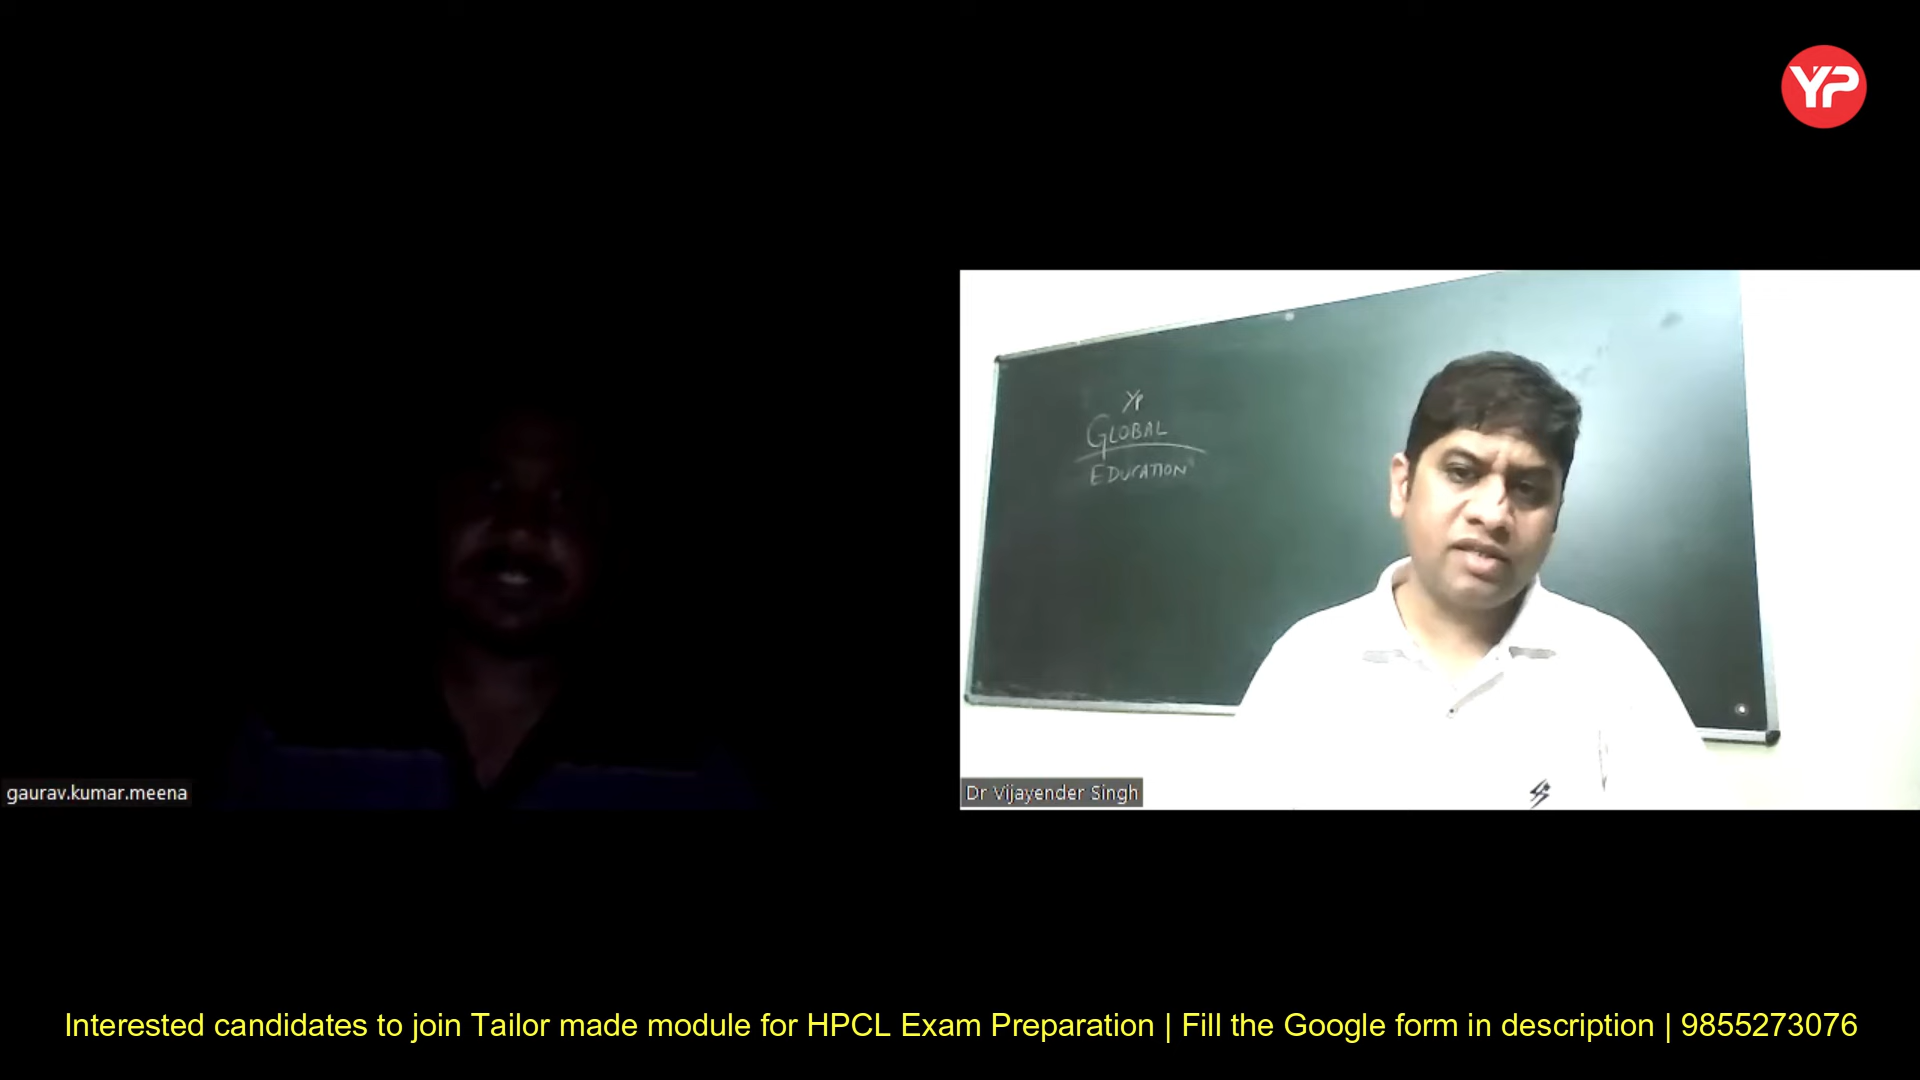 YP
YP
GLOBAL
EDUCATION
gaurav.kumar.meena
Dr Vijayender Singh
Interested candidates to join Tailor made module for HPCL Exam Preparation | Fill the Google form in description | 9855273076